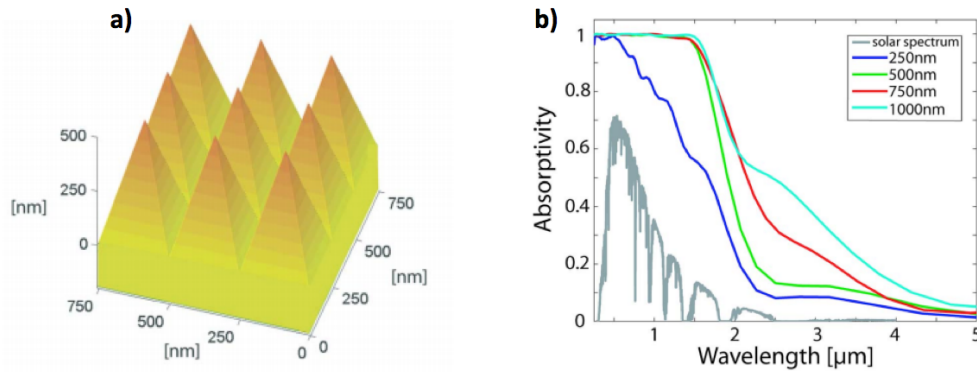 a)
500
250
[nm]
0
750
500
[nm]
250
0
0
250
500
[nm]
750
b)
Absorptivity
1
0.8
0.6
0.4
0.2
0
1
2
3
4
5
Wavelength [µm]
solar spectrum
250nm
500nm
750nm
1000nm